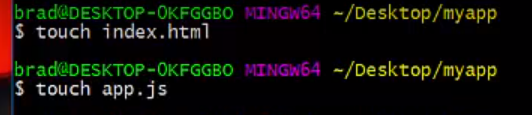 brad@DESKTOP-0KFGGBO MINGW64 ~/Desktop/myapp
$ touch index.html
brad@DESKTOP-0KFGGBO MINGW64 ~/Desktop/myapp
$ touch app.js